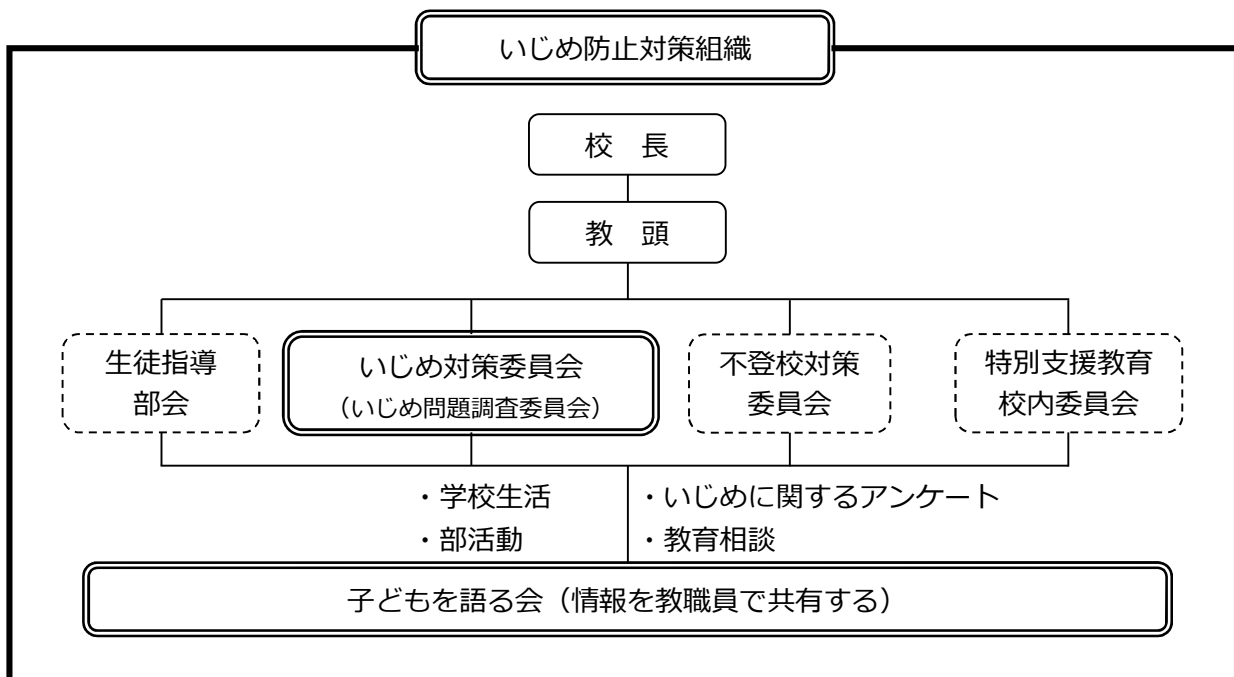 いじめ防止対策組織
校　長
教　頭
生徒指導
部会
いじめ対策委員会
（いじめ問題調査委員会）
不登校対策
委員会
特別支援教育
校内委員会
・学校生活
・部活動
・いじめに関するアンケート
・教育相談
子どもを語る会（情報を教職員で共有する）